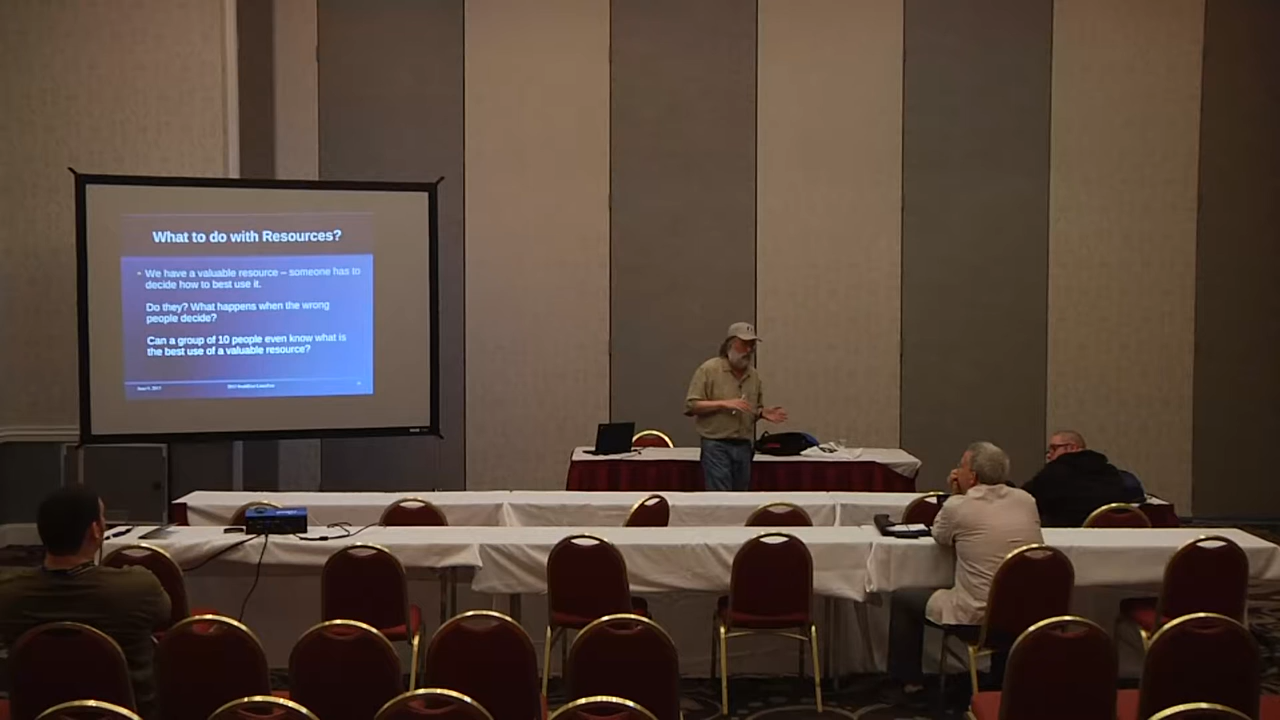 What to do with Resources?
We have a valuable resource – someone has to
decide how to best use it.
Do they? What happens when the wrong
people decide?
Can a group of 10 people even know what is
the best use of a valuable resource?